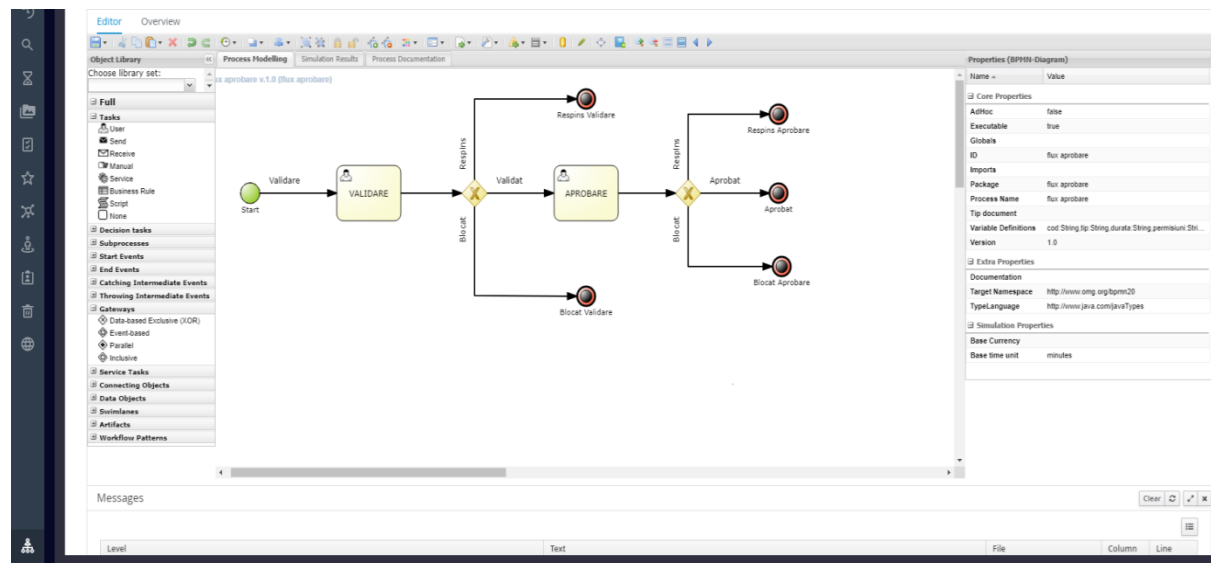 Editor Overview
Object Library
Process Modelling Simulation Results Process Documentation
Properties (BPMN-Diagram)
Choose library set:
ux aprobare v.1.0 (flux aprobare)
Name Value
Full
Tasks
User
Send
Receive
Manual
Service
Business Rule
Script
None
Decision tasks
Subprocesses
Start Events
End Events
Catching Intermediate Events
Throwing Intermediate Events
Gateways
Data-based Exclusive (XOR)
Event-based
Parallel
Inclusive
Service Tasks
Connecting Objects
Data Objects
Swimlanes
Artifacts
Workflow Patterns
Start
Validare
VALIDARE
RespIns
Respins Validare
Validat
Blocat
Blocat Validare
APROBARE
RespIns
Respins Aprobare
Aprobat
Aprobat
Blocat
Blocat Aprobare
Core Properties
AdHoc false
Executable true
Globals
ID flux aprobare
Imports
Package flux aprobare
Process Name flux aprobare
Tip document
Variable Definitions cod:String,tip:String,durata:String,permisiuni:Stri...
Version 1.0
Extra Properties
Documentation
Target Namespace http://www.omg.org/bpmn20
TypeLanguage http://www.java.com/javaTypes
Simulation Properties
Base Currency
Base time unit minutes
Messages
Clear
Level Text File Column Line